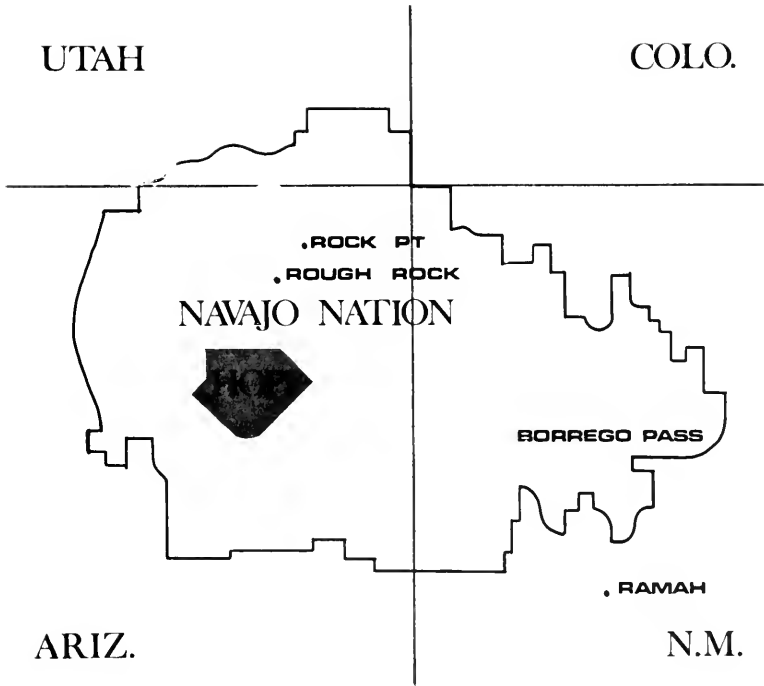 UTAH
COLO.
ROCK PT
ROUGH ROCK
NAVAJO NATION
BORREGO PASS
RAMAH
ARIZ.
N.M.